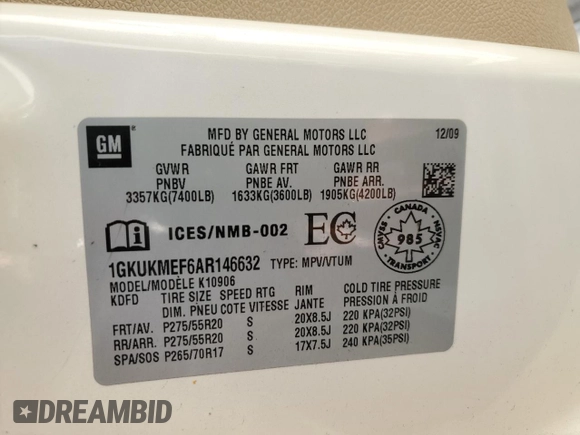 GM
MFD BY GENERAL MOTORS LLC
12/09
FABRIQUÉ PAR GENERAL MOTORS LLC
GVWR GAWR FRT GAWR RR
PNBV PNBE AV. PNBE ARR.
3357KG(7400LB) 1633KG(3600LB) 1905KG(4200LB)
i ICES/NMB-002 EC
CANADA
CMVSS 985 NSVAC
TRANSPORT
1GKUKMEF6AR146632 TYPE: MPV/VTUM
MODEL/MODÈLE K10906
KDFD TIRE SIZE SPEED RTG RIM COLD TIRE PRESSURE
DIM. PNEU COTE VITESSE JANTE PRESSION À FROID
FRT/AV. P275/55R20 S 20X8.5J 220 KPA(32PSI)
RR/ARR. P275/55R20 S 20X8.5J 220 KPA(32PSI)
SPA/SOS P265/70R17 S 17X7.5J 240 KPA(35PSI)
DREAMBID